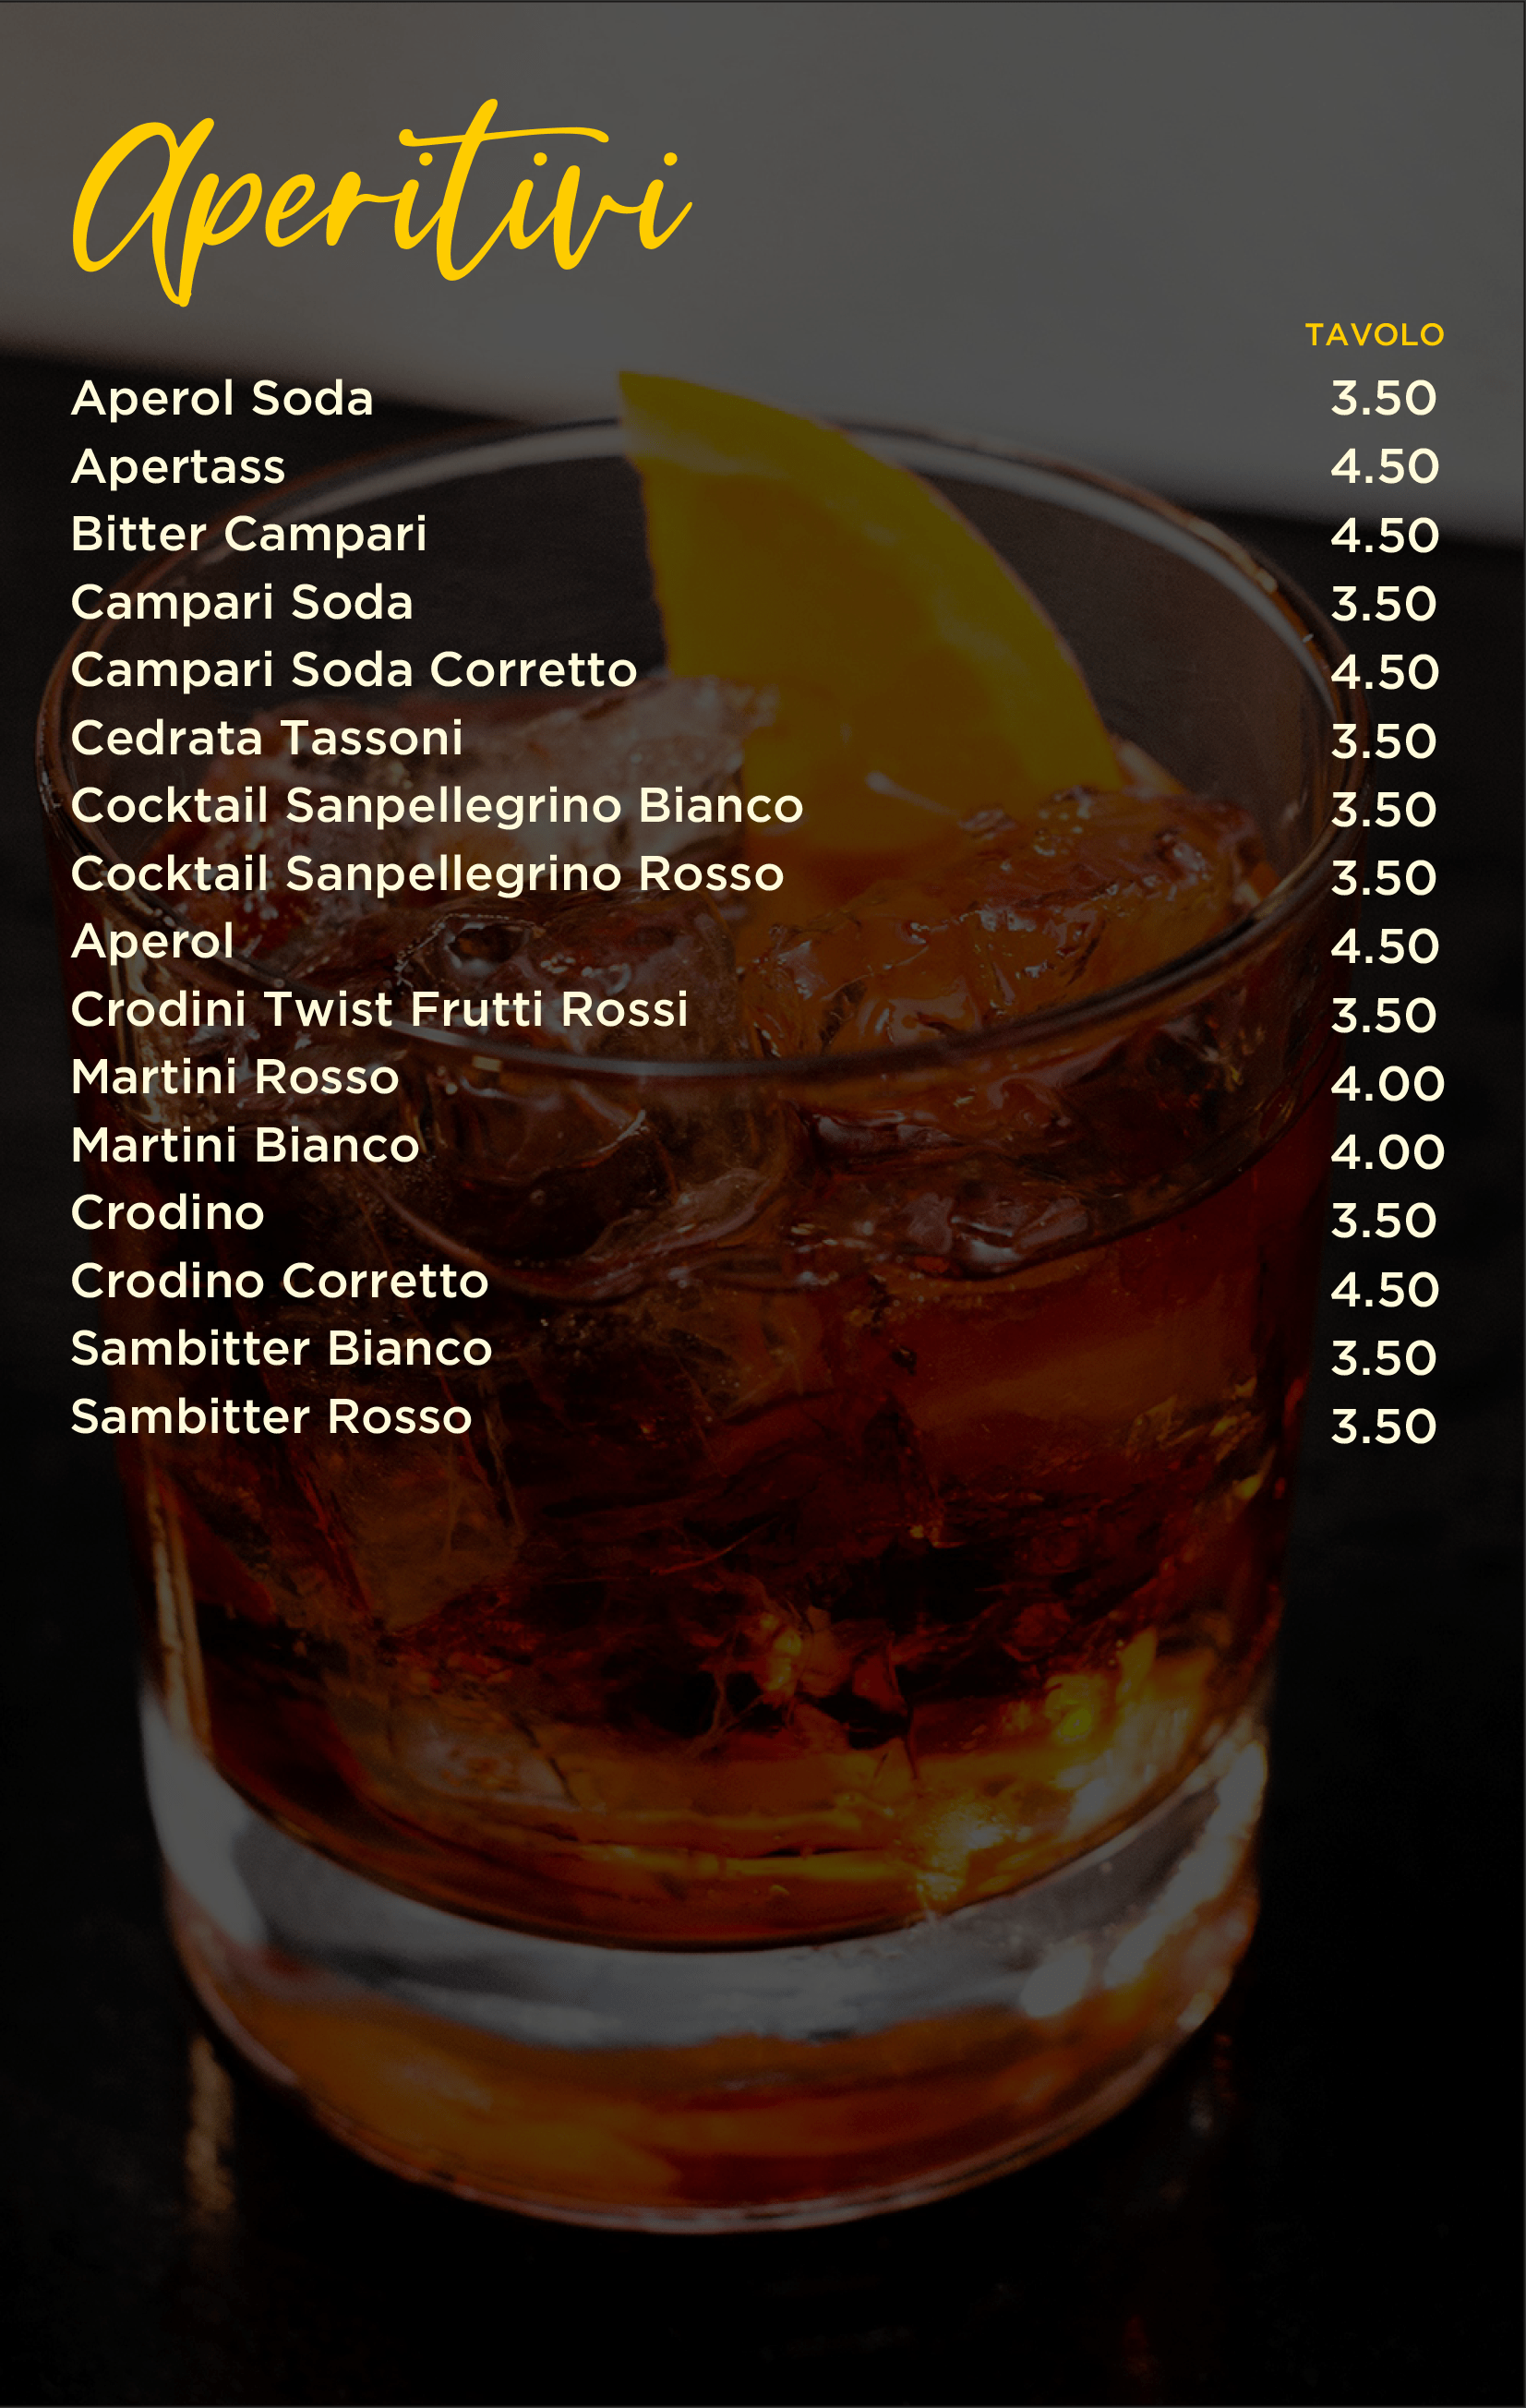 Aperitivi
TAVOLO
Aperol Soda 3.50
Apertass 4.50
Bitter Campari 4.50
Campari Soda 3.50
Campari Soda Corretto 4.50
Cedrata Tassoni 3.50
Cocktail Sanpellegrino Bianco 3.50
Cocktail Sanpellegrino Rosso 3.50
Aperol 4.50
Crodini Twist Frutti Rossi 3.50
Martini Rosso 4.00
Martini Bianco 4.00
Crodino 3.50
Crodino Corretto 4.50
Sambitter Bianco 3.50
Sambitter Rosso 3.50